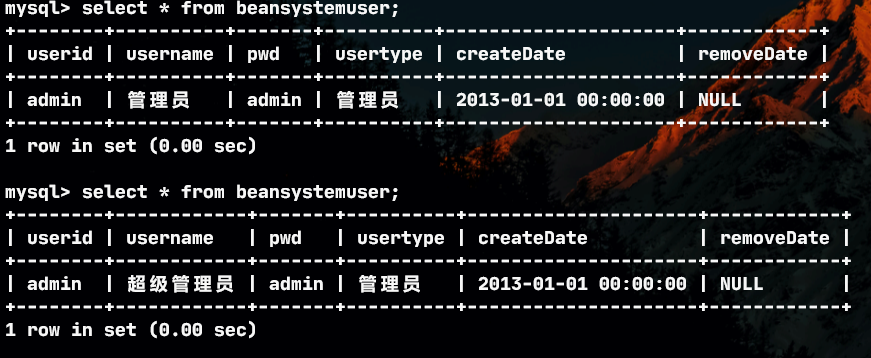 mysql> select * from beansystemuser;
+--------+-----------+-------+-----------+---------------------+------------+
| userid | username | pwd | usertype | createDate | removeDate |
+--------+-----------+-------+-----------+---------------------+------------+
| admin | 管理员 | admin | 管理员 | 2013-01-01 00:00:00 | NULL |
+--------+-----------+-------+-----------+---------------------+------------+
1 row in set (0.00 sec)
mysql> select * from beansystemuser;
+--------+------------+-------+----------+---------------------+------------+
| userid | username | pwd | usertype | createDate | removeDate |
+--------+------------+-------+----------+---------------------+------------+
| admin | 超级管理员 | admin | 管理员 | 2013-01-01 00:00:00 | NULL |
+--------+------------+-------+----------+---------------------+------------+
1 row in set (0.00 sec)